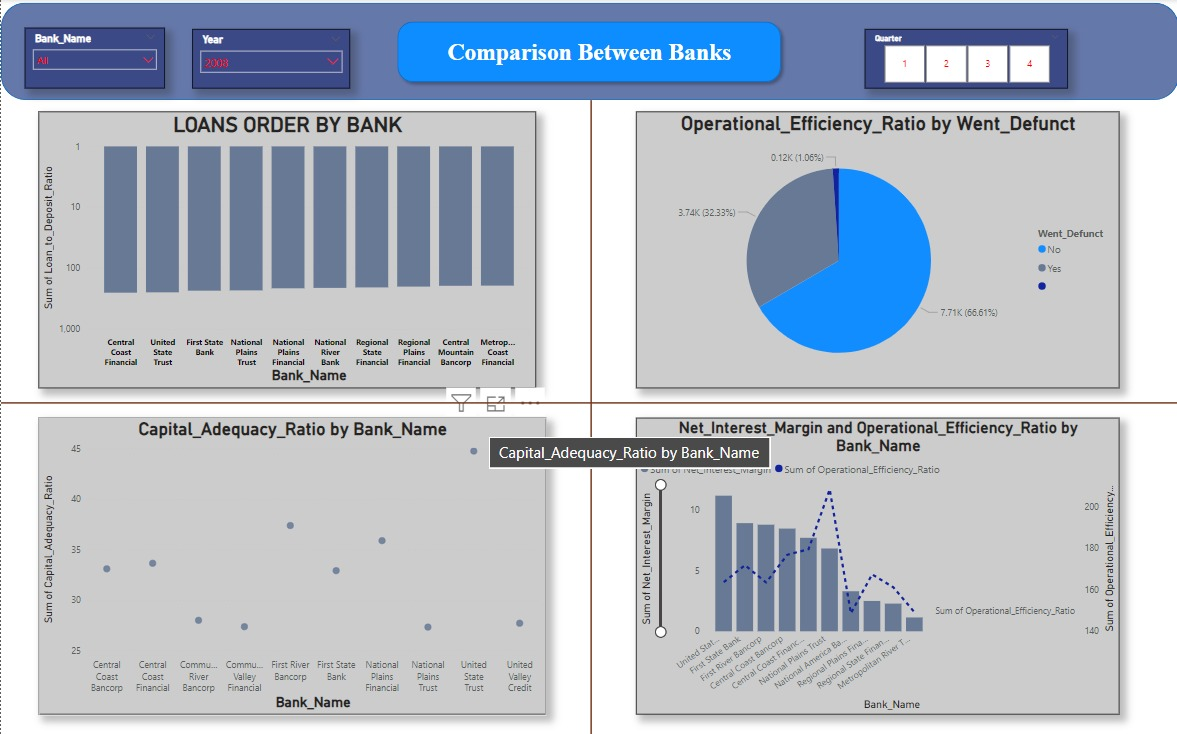 Bank_Name
All
Year
2008
Comparison Between Banks
Quarter
1
2
3
4
LOANS ORDER BY BANK
Sum of Loan_to_Deposit_Ratio
1
10
100
1,000
Central Coast Financial
United State Trust
First State Bank
National Plains Trust
National Plains Financial
National River Bank
Regional State Financial
Regional Plains Financial
Central Mountain Bancorp
Metrop... Coast Financial
Bank_Name
Operational_Efficiency_Ratio by Went_Defunct
0.12K (1.06%)
3.74K (32.33%)
7.71K (66.61%)
Went_Defunct
No
Yes
Capital_Adequacy_Ratio by Bank_Name
Sum of Capital_Adequacy_Ratio
45
40
35
30
25
Central Coast Bancorp
Central Coast Financial
Commu... River Bancorp
Commu... Valley Financial
First River Bancorp
First State Bank
National Plains Financial
National Plains Trust
United State Trust
United Valley Credit
Bank_Name
Capital_Adequacy_Ratio by Bank_Name
Net_Interest_Margin and Operational_Efficiency_Ratio by
Bank_Name
Sum of Net_Interest_Margin
Sum of Operational_Efficiency_Ratio
Sum of Net_Interest_Margin
10
5
0
Sum of Operational_Efficiency_Ratio
200
180
160
140
Sum of Operational_Efficiency...
United Stat...
First State Bank
First River Bancorp
Central Coast Bancorp
Central Coast Financ...
National Plains Trust
National America Ba...
Regional Plains Fina...
Regional State Finan...
Metropolitan River T...
Bank_Name